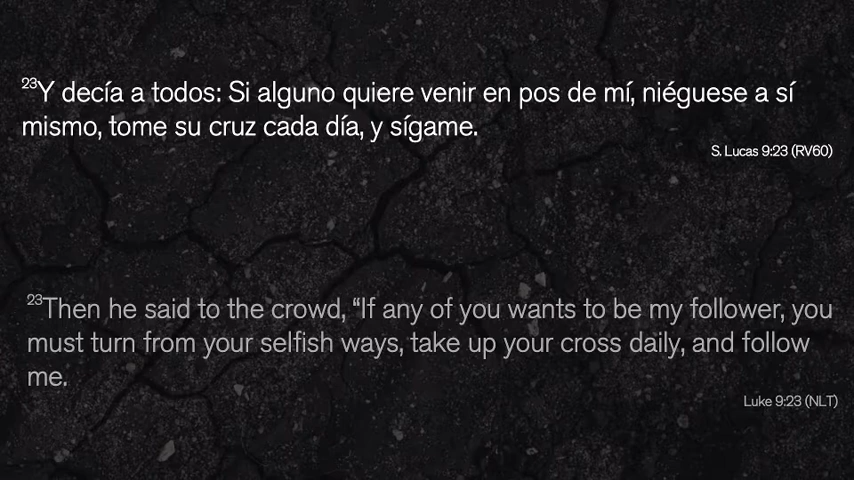 23Y decía a todos: Si alguno quiere venir en pos de mí, niéguese a sí
mismo, tome su cruz cada día, y sígame.
S. Lucas 9:23 (RV60)
23Then he said to the crowd, “If any of you wants to be my follower, you
must turn from your selfish ways, take up your cross daily, and follow
me.
Luke 9:23 (NLT)